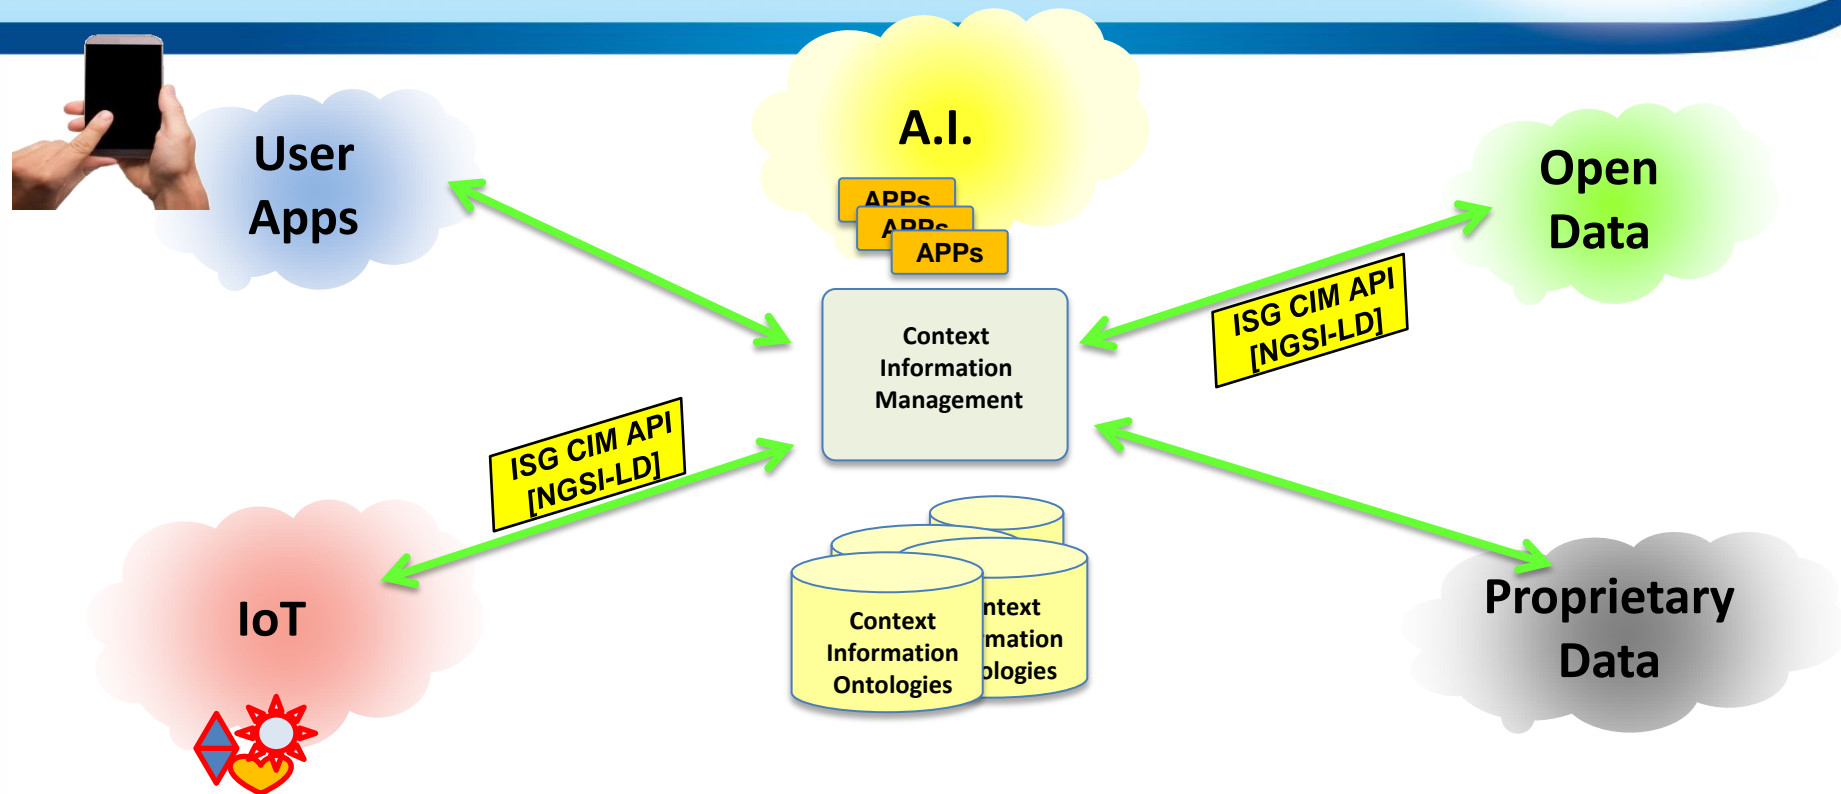 User
Apps
A.I.
APPs
APPs
APPs
Open
Data
ISG CIM API
[NGSI-LD]
Context
Information
Management
ISG CIM API
[NGSI-LD]
IoT
Context
Information
Ontologies
ntext
mation
ologies
Proprietary
Data